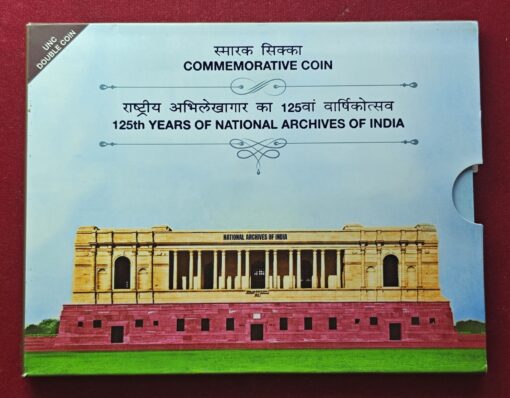 UNC
DOUBLE COIN
स्मारक सिक्का
COMMEMORATIVE COIN
राष्ट्रीय अभिलेखागार का 125वां वार्षिकोत्सव
125th YEARS OF NATIONAL ARCHIVES OF INDIA
NATIONAL ARCHIVES OF INDIA